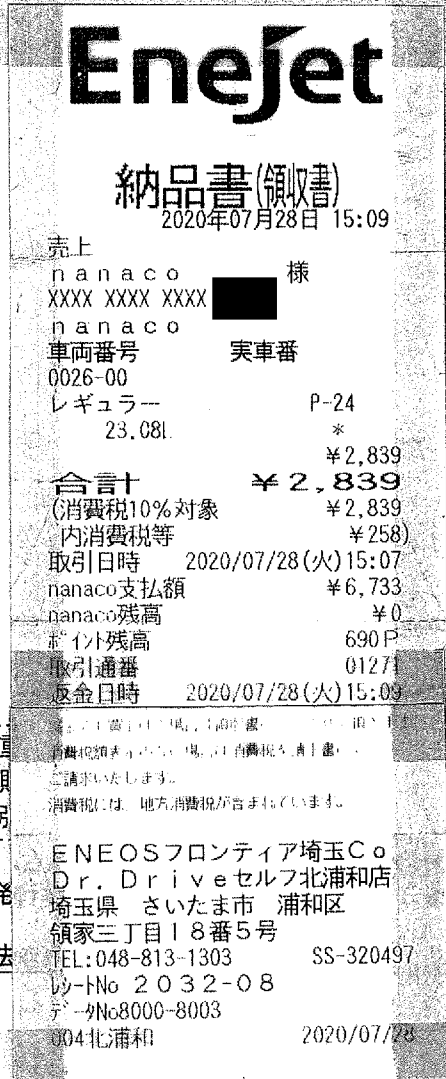 EneJet
納品書(領収書)
2020年07月28日 15:09
売上
nanaco 様
XXXX XXXX XXXX
nanaco
車両番号 実車番
0026-00
レギュラー P-24
23.08L *
¥2,839
合計 ¥2,839
(消費税10%対象 ¥2,839
内消費税等 ¥258)
取引日時 2020/07/28(火)15:07
nanaco支払額 ¥6,733
nanaco残高 ¥0
ポイント残高 690P
取引通番 01271
返金日時 2020/07/28(火)15:09
ご請求いたします。
消費税には、地方消費税が含まれています。
ENEOSフロンティア埼玉Co
Dr.Driveセルフ北浦和店
埼玉県 さいたま市 浦和区
領家三丁目18番5号
TEL:048-813-1303 SS-320497
レシートNo 2032-08
データNo8000-8003
004北浦和 2020/07/28